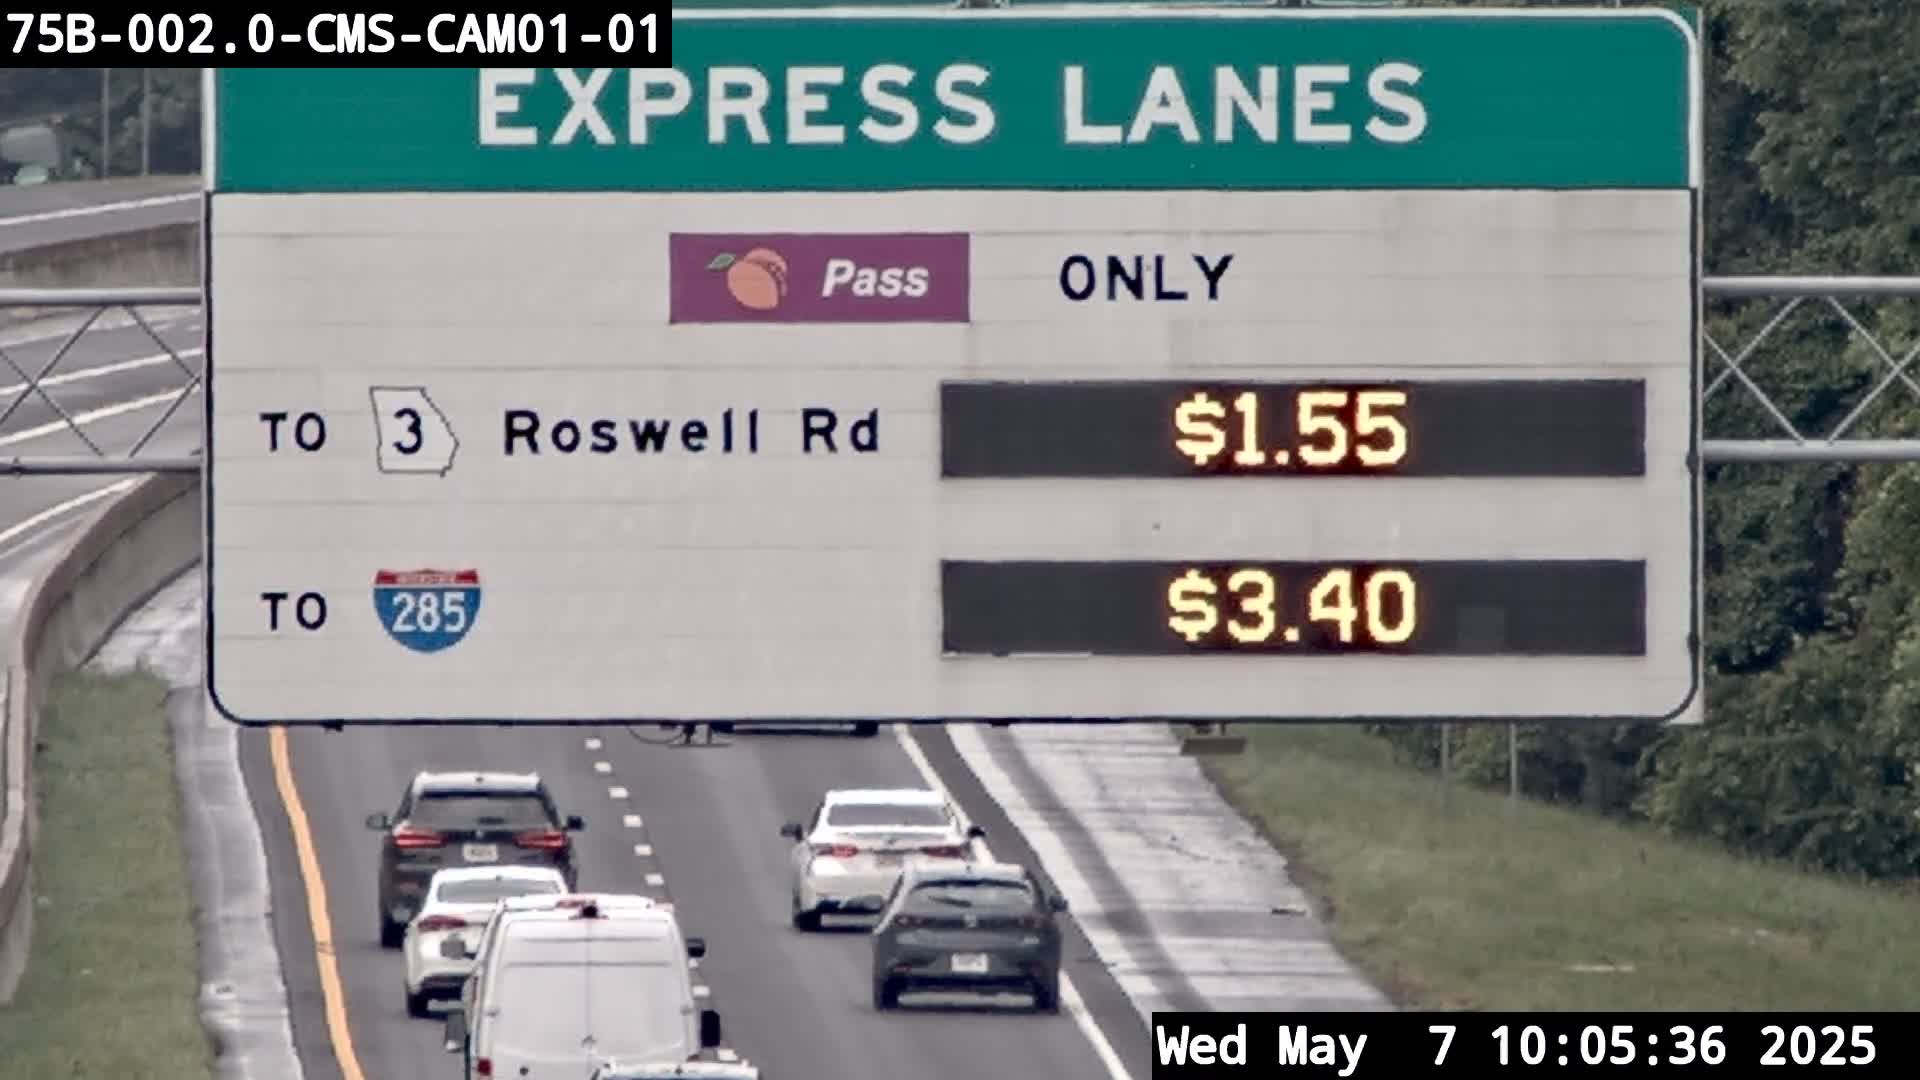 75B-002.0-CMS-CAM01-01
EXPRESS LANES
Pass ONLY
TO 3 Roswell Rd $1.55
TO 285 $3.40
Wed May 7 10:05:36 2025